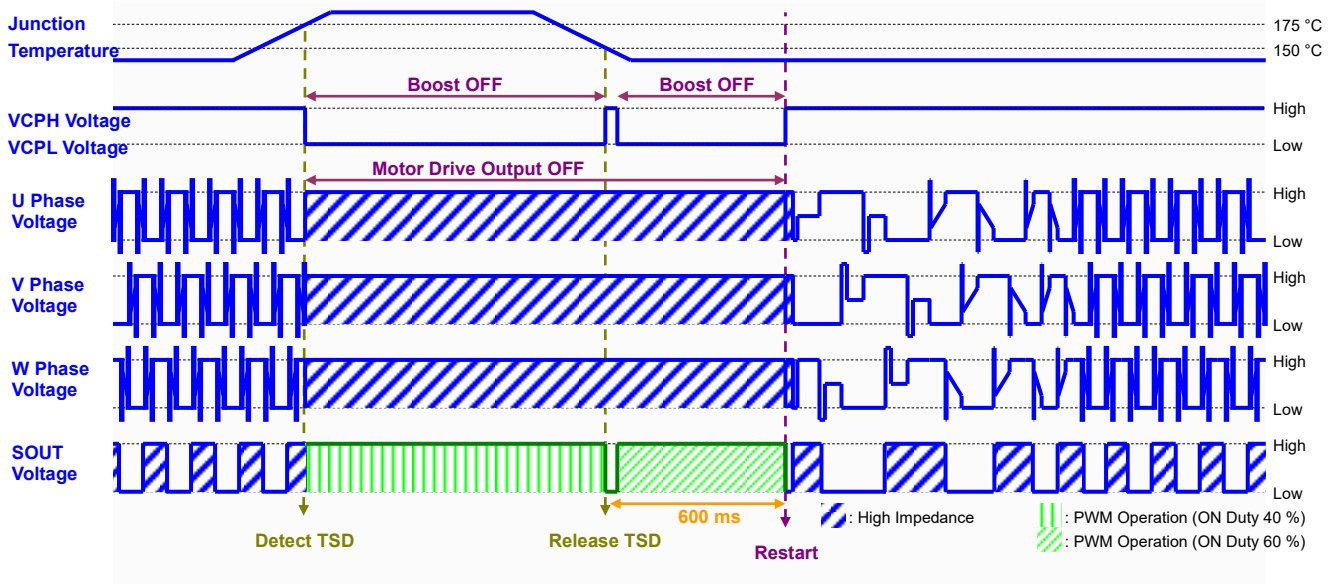 Junction
Temperature
175 °C
150 °C
Boost OFF
Boost OFF
VCPH Voltage
VCPL Voltage
High
Low
Motor Drive Output OFF
U Phase
Voltage
High
Low
V Phase
Voltage
High
Low
W Phase
Voltage
High
Low
SOUT
Voltage
High
Low
600 ms
: High Impedance
: PWM Operation (ON Duty 40 %)
: PWM Operation (ON Duty 60 %)
Detect TSD
Release TSD
Restart